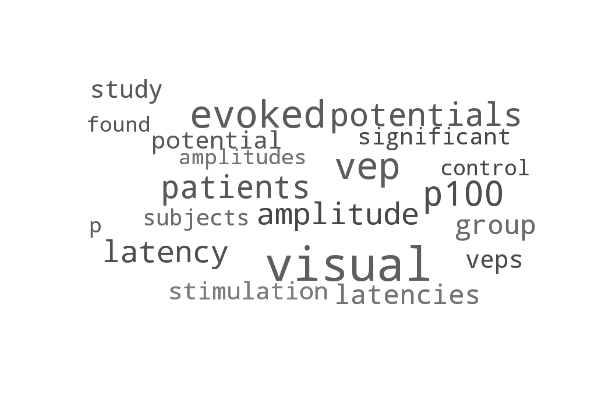 study
evoked potentials
found
potential significant
amplitudes vep control
patients p100
p subjects amplitude group
latency visual veps
stimulation latencies